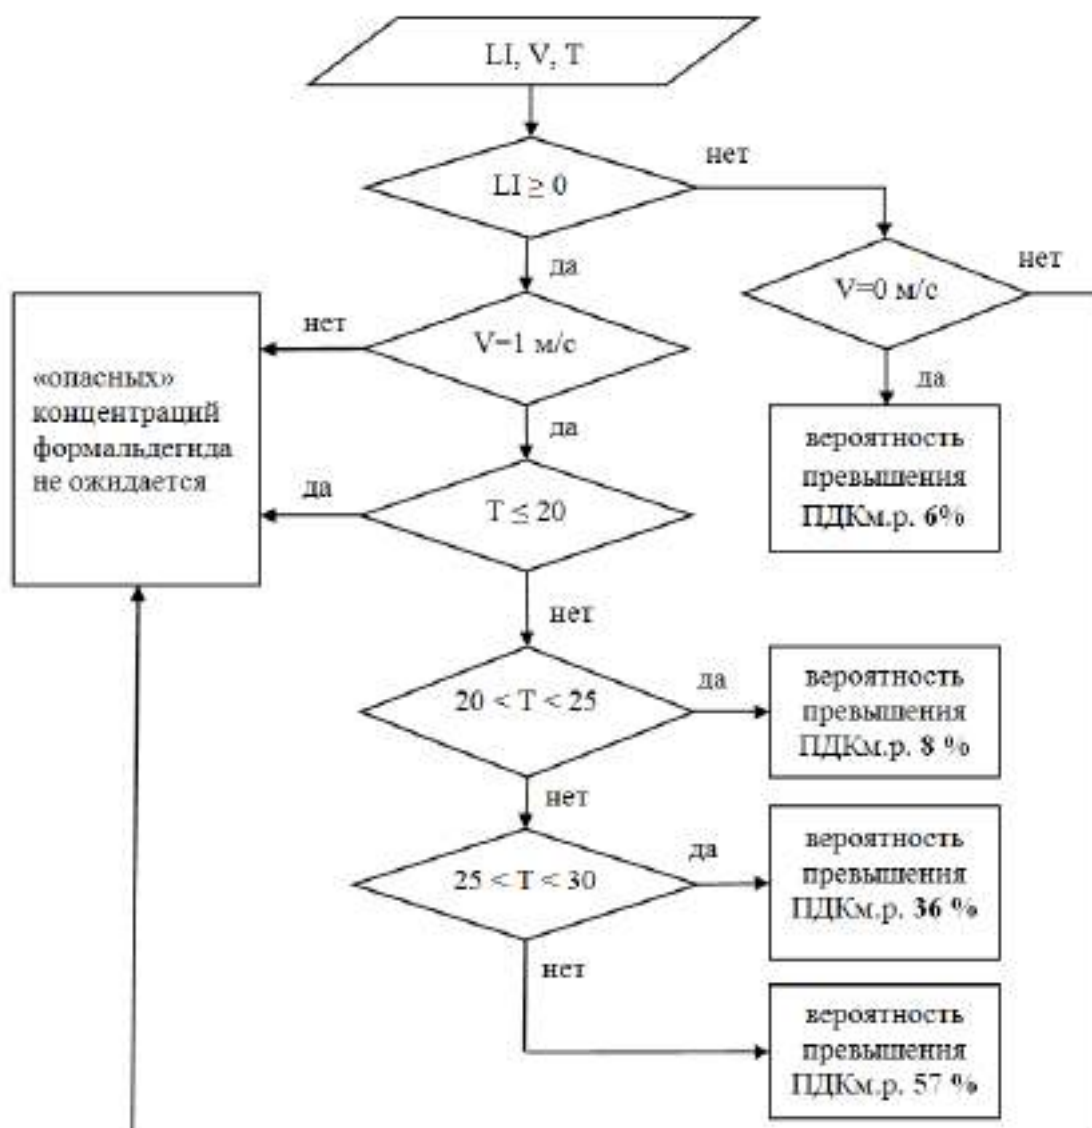 LI, V, T
LI ≥ 0
нет
да
V=0 м/с
нет
да
вероятность
превышения
ПДКм.р. 6%
V=1 м/с
нет
да
«опасных»
концентраций
формальдегида
не ожидается
T ≤ 20
да
нет
20 < T < 25
да
вероятность
превышения
ПДКм.р. 8 %
нет
25 < T < 30
да
вероятность
превышения
ПДКм.р. 36 %
нет
вероятность
превышения
ПДКм.р. 57 %